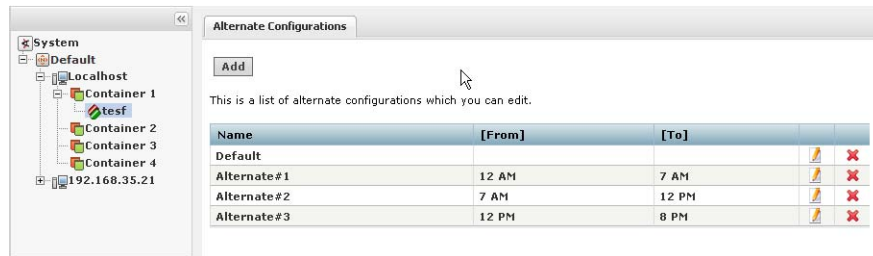 System
Default
Localhost
Container 1
tesf
Container 2
Container 3
Container 4
192.168.35.21
Alternate Configurations
Add
This is a list of alternate configurations which you can edit.
Name [From] [To]
Default
Alternate#1 12 AM 7 AM
Alternate#2 7 AM 12 PM
Alternate#3 12 PM 8 PM